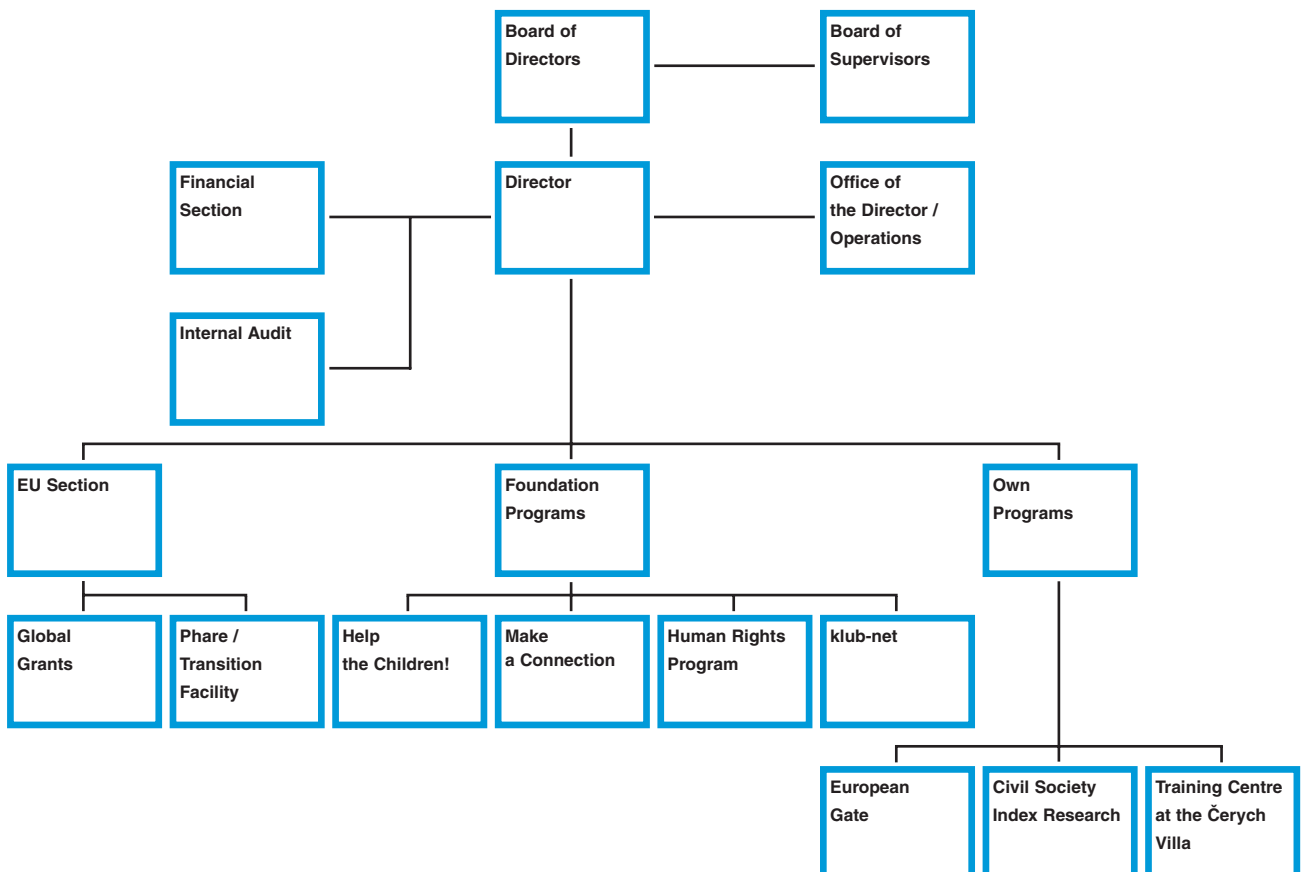 Board of
Directors
Board of
Supervisors
Financial
Section
Director
Office of
the Director /
Operations
Internal Audit
EU Section
Foundation
Programs
Own
Programs
Global
Grants
Phare /
Transition
Facility
Help
the Children!
Make
a Connection
Human Rights
Program
klub-net
European
Gate
Civil Society
Index Research
Training Centre
at the Čerych
Villa